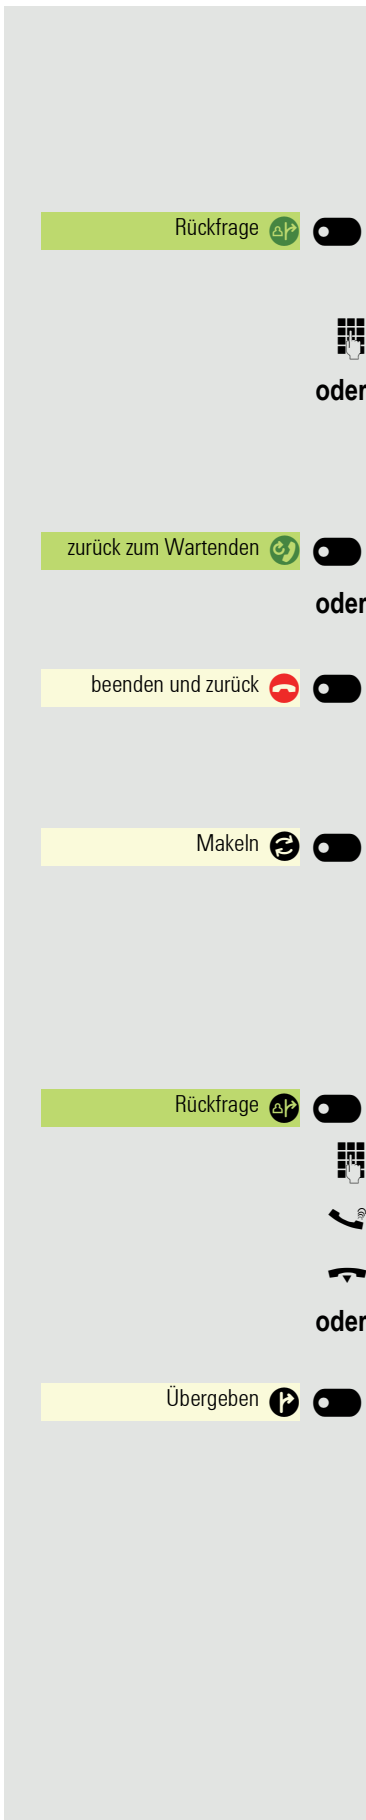 Rückfrage
oder
zurück zum Wartenden
oder
beenden und zurück
Makeln
Rückfrage
oder
Übergeben